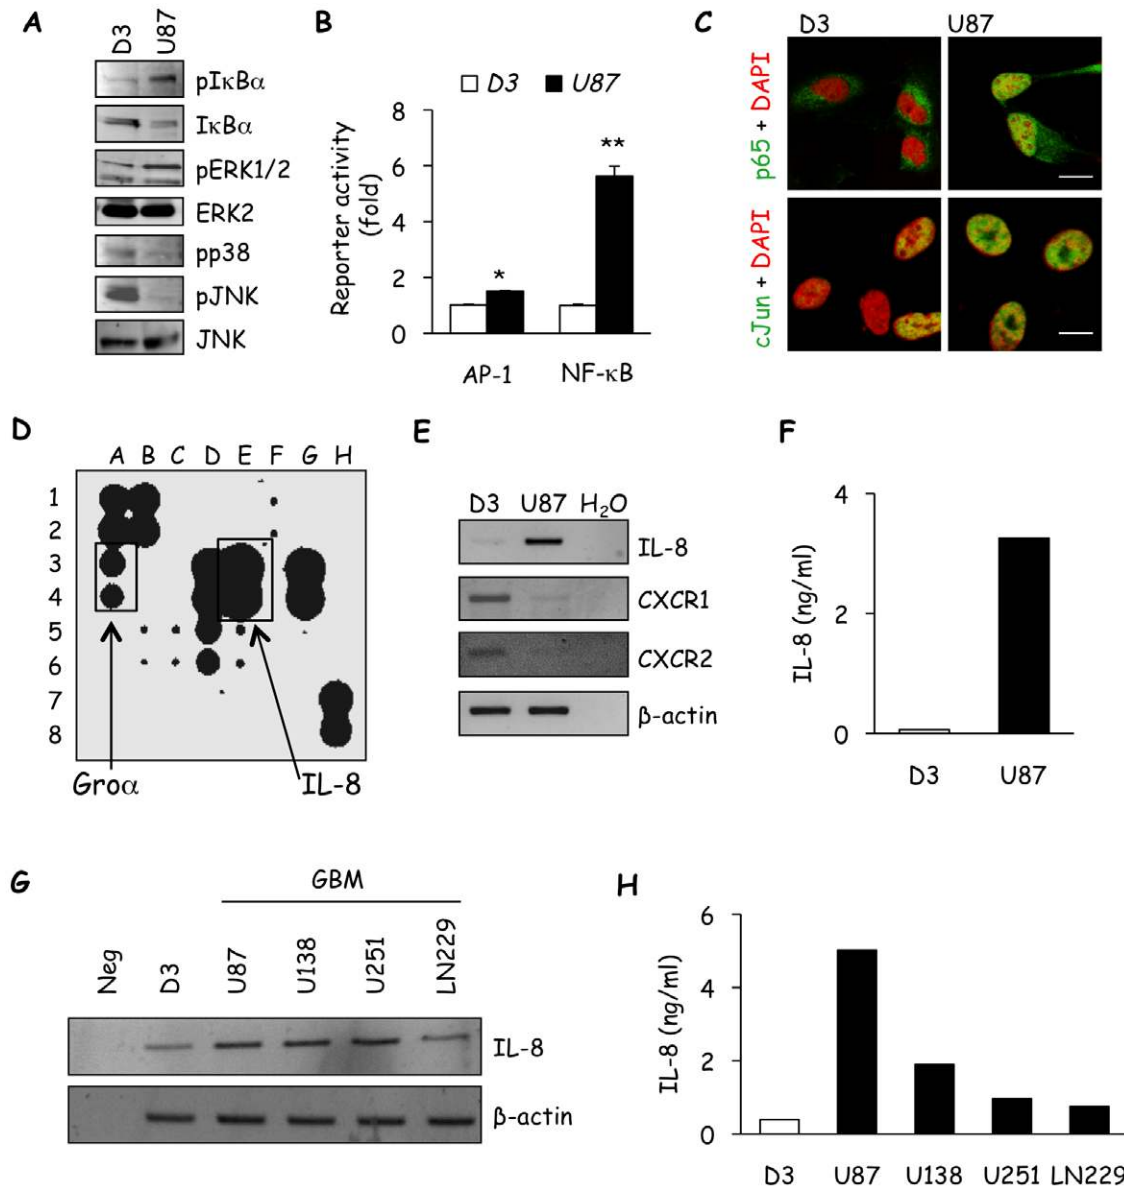 A
D3 U87
pIκBα
IκBα
pERK1/2
ERK2
pp38
pJNK
JNK
B
D3 U87
Reporter activity
(fold)
8
6
4
2
0
*
**
AP-1 NF-κB
C
D3 U87
p65 + DAPI
cJun + DAPI
D
A B C D E F G H
1
2
3
4
5
6
7
8
Groα IL-8
E
D3 U87 H₂O
IL-8
CXCR1
CXCR2
β-actin
F
IL-8 (ng/ml)
4
2
0
D3 U87
G
GBM
Neg D3 U87 U138 U251 LN229
IL-8
β-actin
H
IL-8 (ng/ml)
6
4
2
0
D3 U87 U138 U251 LN229